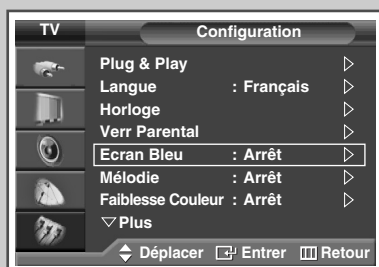 TV Configuration
Plug & Play
Langue : Français
Horloge
Verr Parental
Ecran Bleu : Arrêt
Mélodie : Arrêt
Faiblesse Couleur : Arrêt
Plus
Déplacer Entrer Retour